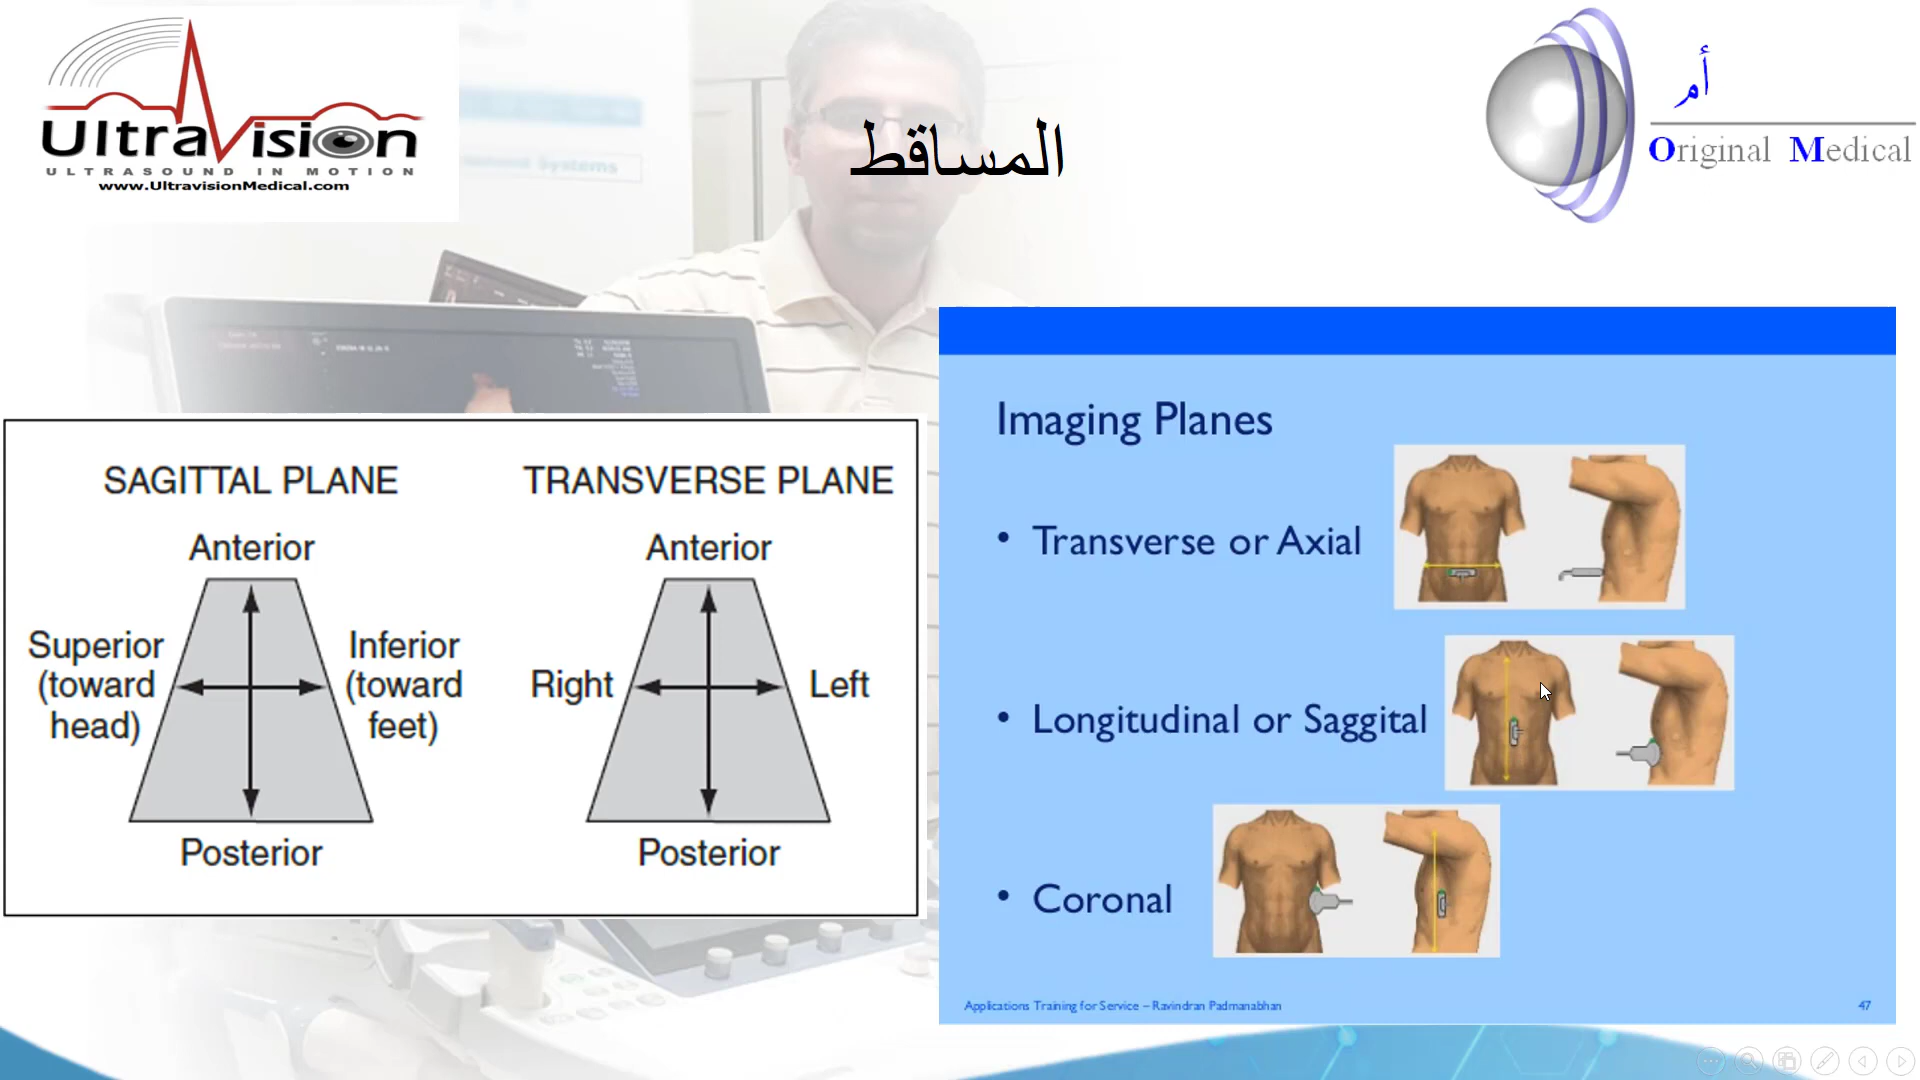 UltraVision
ULTRASOUND IN MOTION
www.UltravisionMedical.com
المساقط
أم
Original Medical
SAGITTAL PLANE
Anterior
Superior
(toward
head)
Inferior
(toward
feet)
Posterior
TRANSVERSE PLANE
Anterior
Right
Left
Posterior
Imaging Planes
• Transverse or Axial
• Longitudinal or Saggital
• Coronal
Applications Training for Service – Ravindran Padmanabhan
47